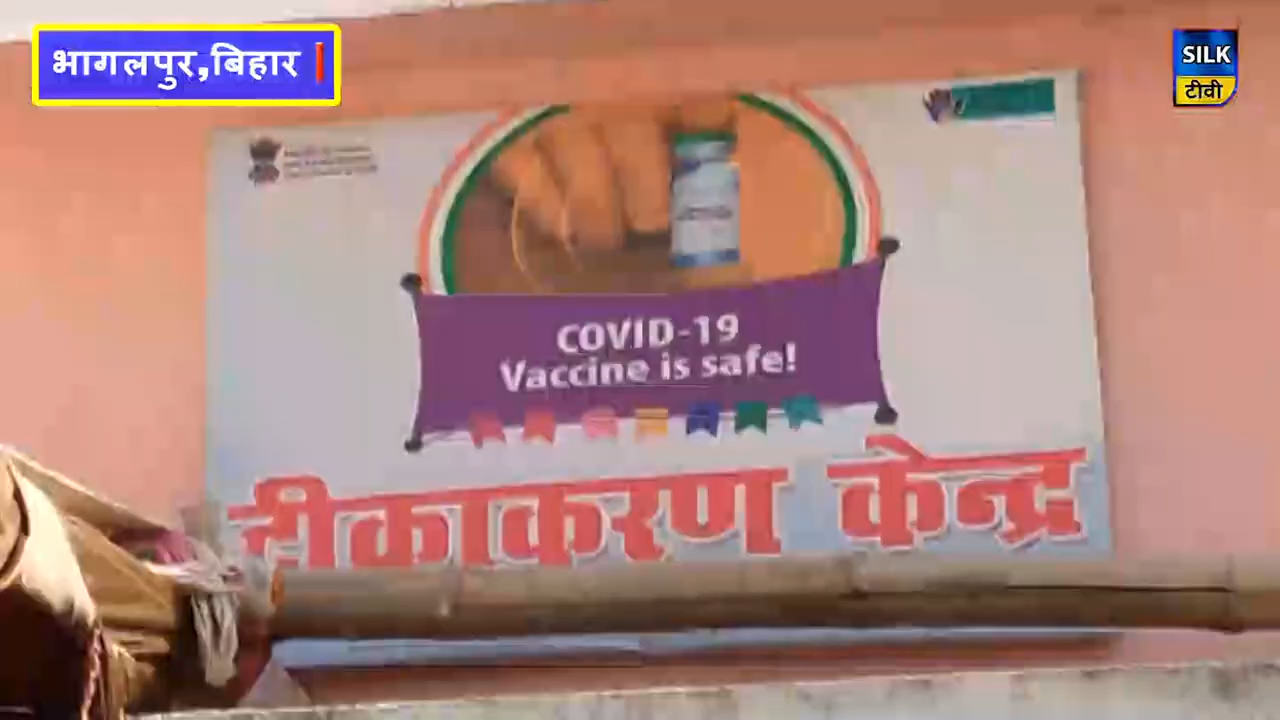 भागलपुर,बिहार
SILK
टीवी
COVID-19
Vaccine is safe!
टीकाकरण केन्द्र